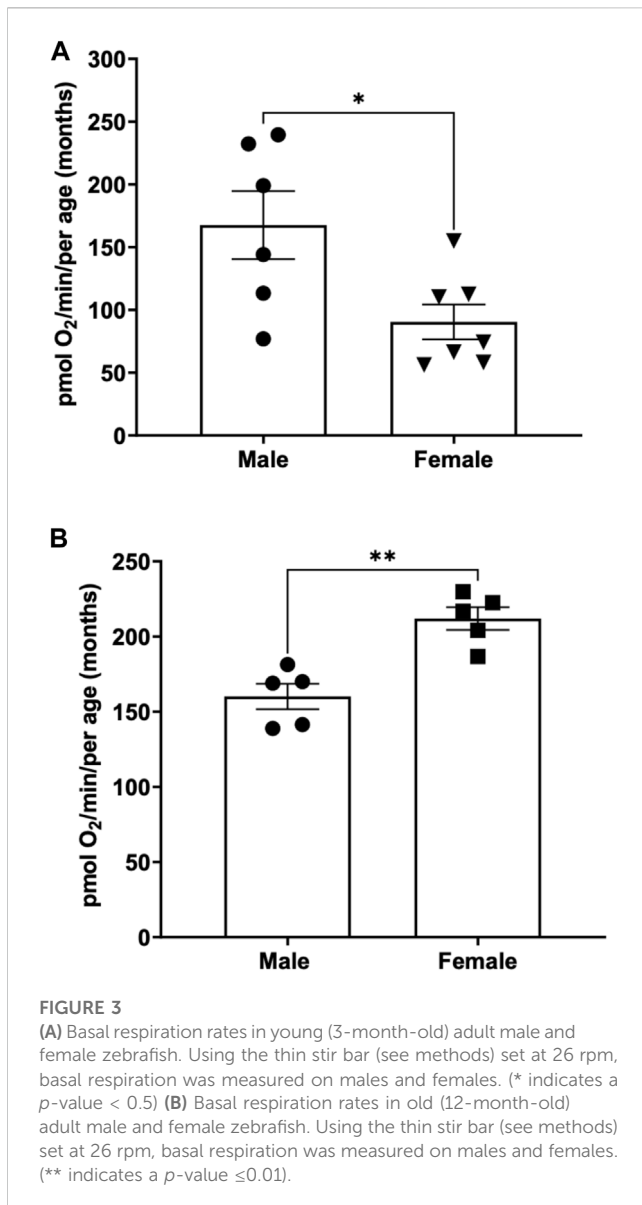 A
300
250
200
150
100
50
0
pmol O₂/min/per age (months)
*
Male Female
B
250
200
150
100
50
0
pmol O₂/min/per age (months)
**
Male Female
FIGURE 3
(A) Basal respiration rates in young (3-month-old) adult male and
female zebrafish. Using the thin stir bar (see methods) set at 26 rpm,
basal respiration was measured on males and females. (* indicates a
p-value < 0.5) (B) Basal respiration rates in old (12-month-old)
adult male and female zebrafish. Using the thin stir bar (see methods)
set at 26 rpm, basal respiration was measured on males and females.
(** indicates a p-value ≤0.01).